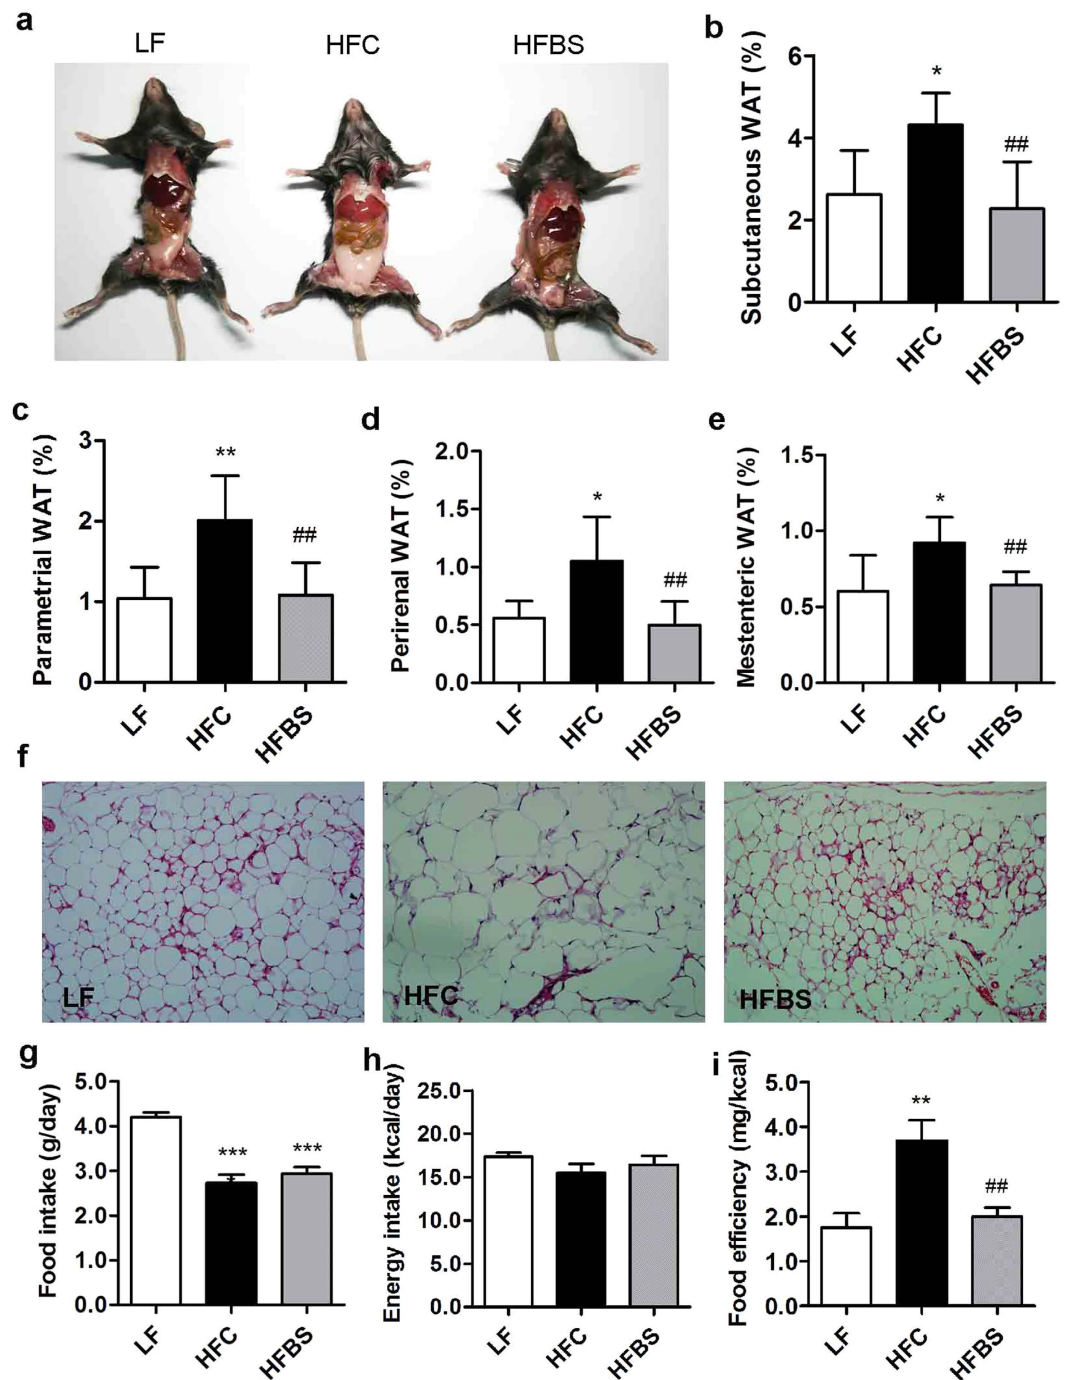 a
LF HFC HFBS
b
Subcutaneous WAT (%)
6
4
2
0
*
##
LF HFC HFBS
c
Parametrial WAT (%)
3
2
1
0
**
##
LF HFC HFBS
d
Perirenal WAT (%)
2.0
1.5
1.0
0.5
0.0
*
##
LF HFC HFBS
e
Mestenteric WAT (%)
1.5
1.0
0.5
0.0
*
##
LF HFC HFBS
f
LF HFC HFBS
g
Food intake (g/day)
5.0
4.0
3.0
2.0
1.0
0.0
***
***
LF HFC HFBS
h
Energy intake (kcal/day)
25.0
20.0
15.0
10.0
5.0
0.0
LF HFC HFBS
i
Food efficiency (mg/kcal)
5.0
4.0
3.0
2.0
1.0
0.0
**
##
LF HFC HFBS